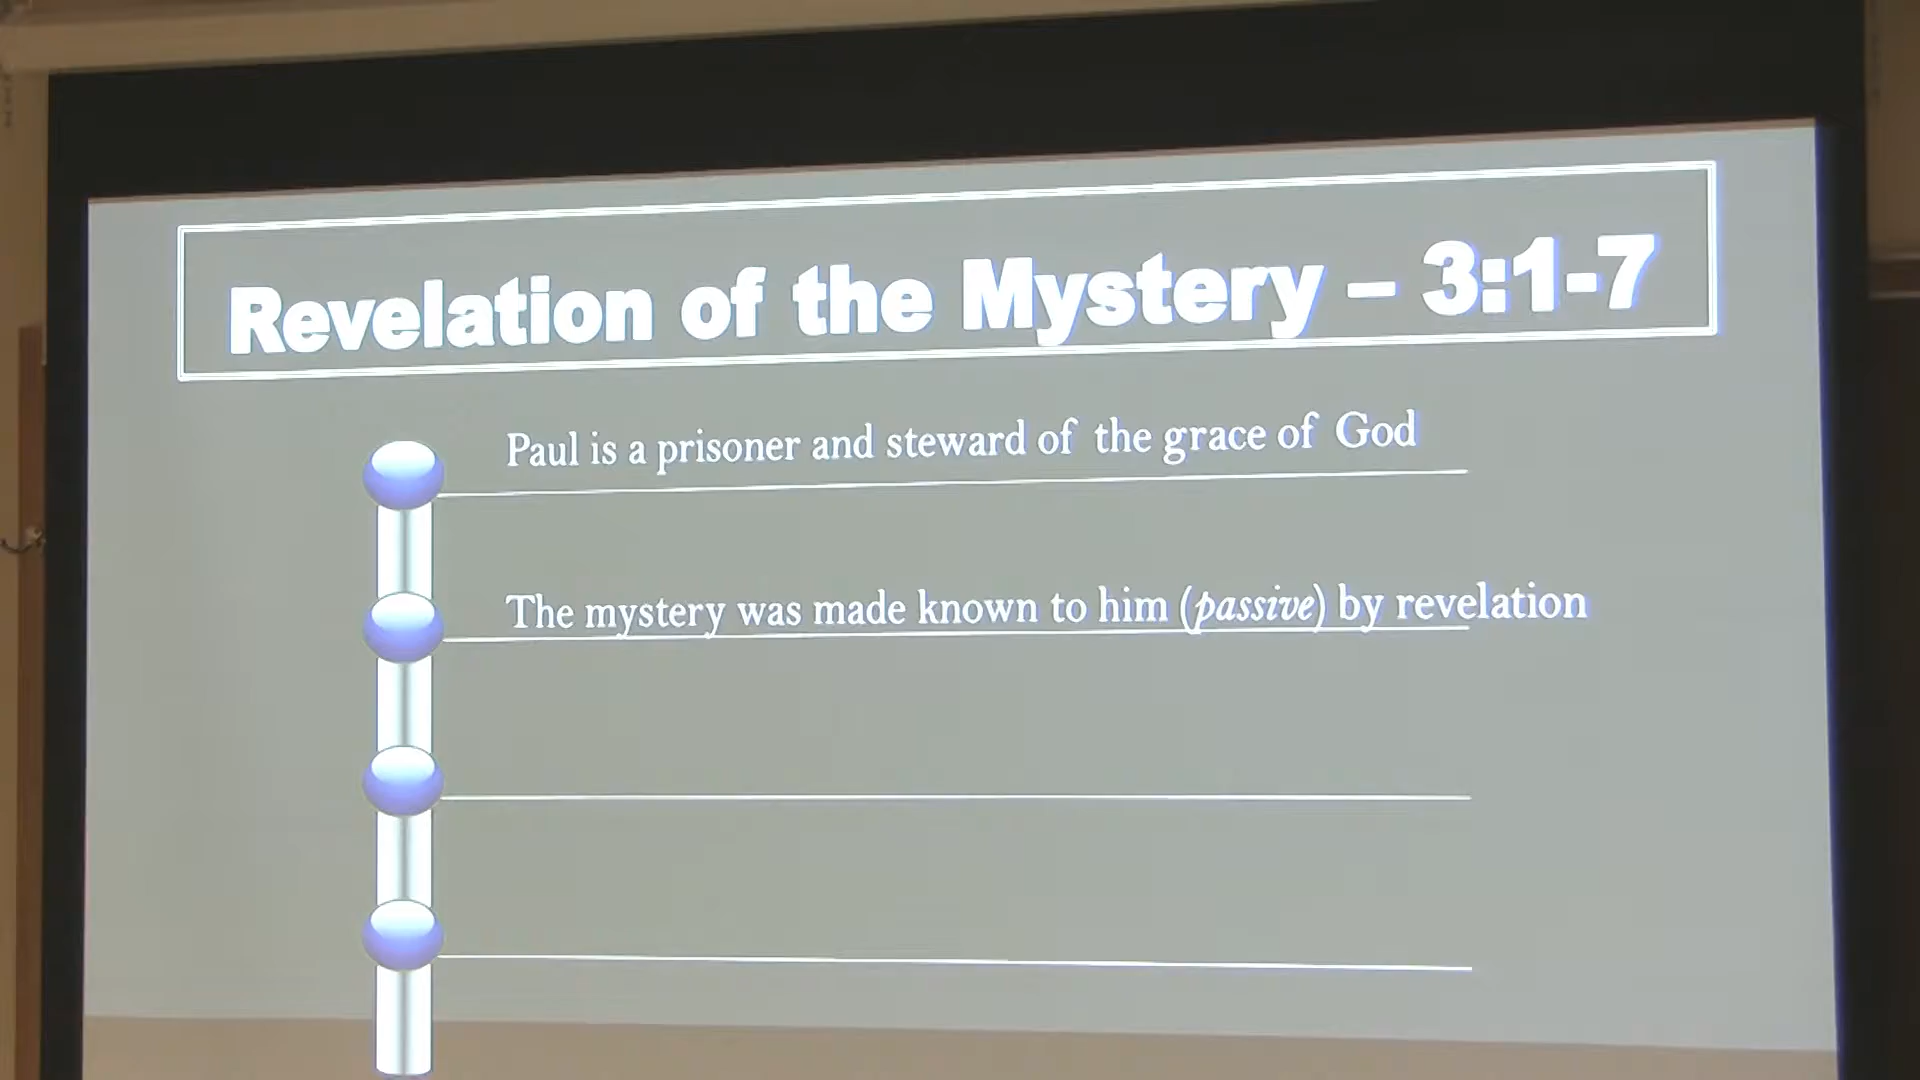 Revelation of the Mystery – 3:1-7
Paul is a prisoner and steward of the grace of God
The mystery was made known to him (passive) by revelation